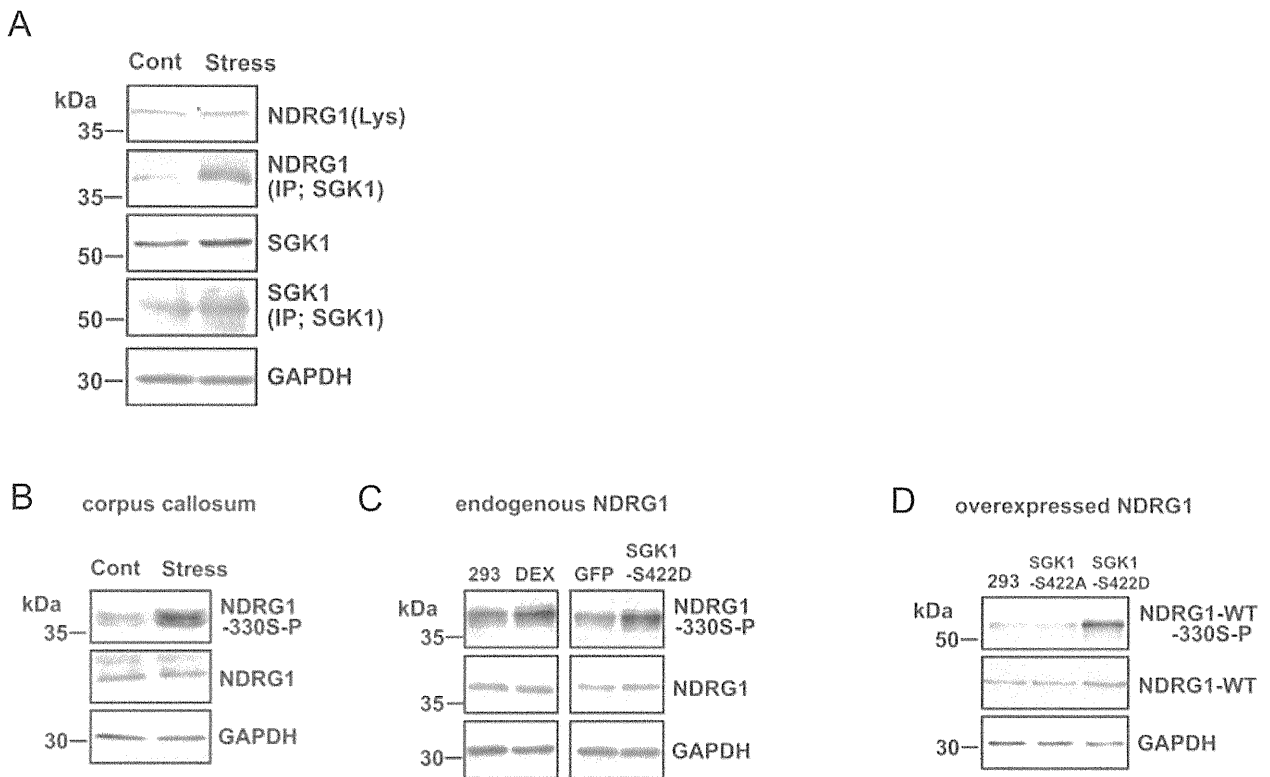 A
Cont Stress
kDa
NDRG1(Lys)
35
NDRG1
(IP; SGK1)
35
SGK1
50
SGK1
(IP; SGK1)
50
GAPDH
30
B
corpus callosum
Cont Stress
kDa
NDRG1
-330S-P
35
NDRG1
GAPDH
30
C
endogenous NDRG1
293 DEX GFP SGK1
-S422D
kDa
NDRG1
-330S-P
35
NDRG1
35
GAPDH
30
D
overexpressed NDRG1
293 SGK1
-S422A SGK1
-S422D
kDa
NDRG1-WT
-330S-P
50
NDRG1-WT
GAPDH
30